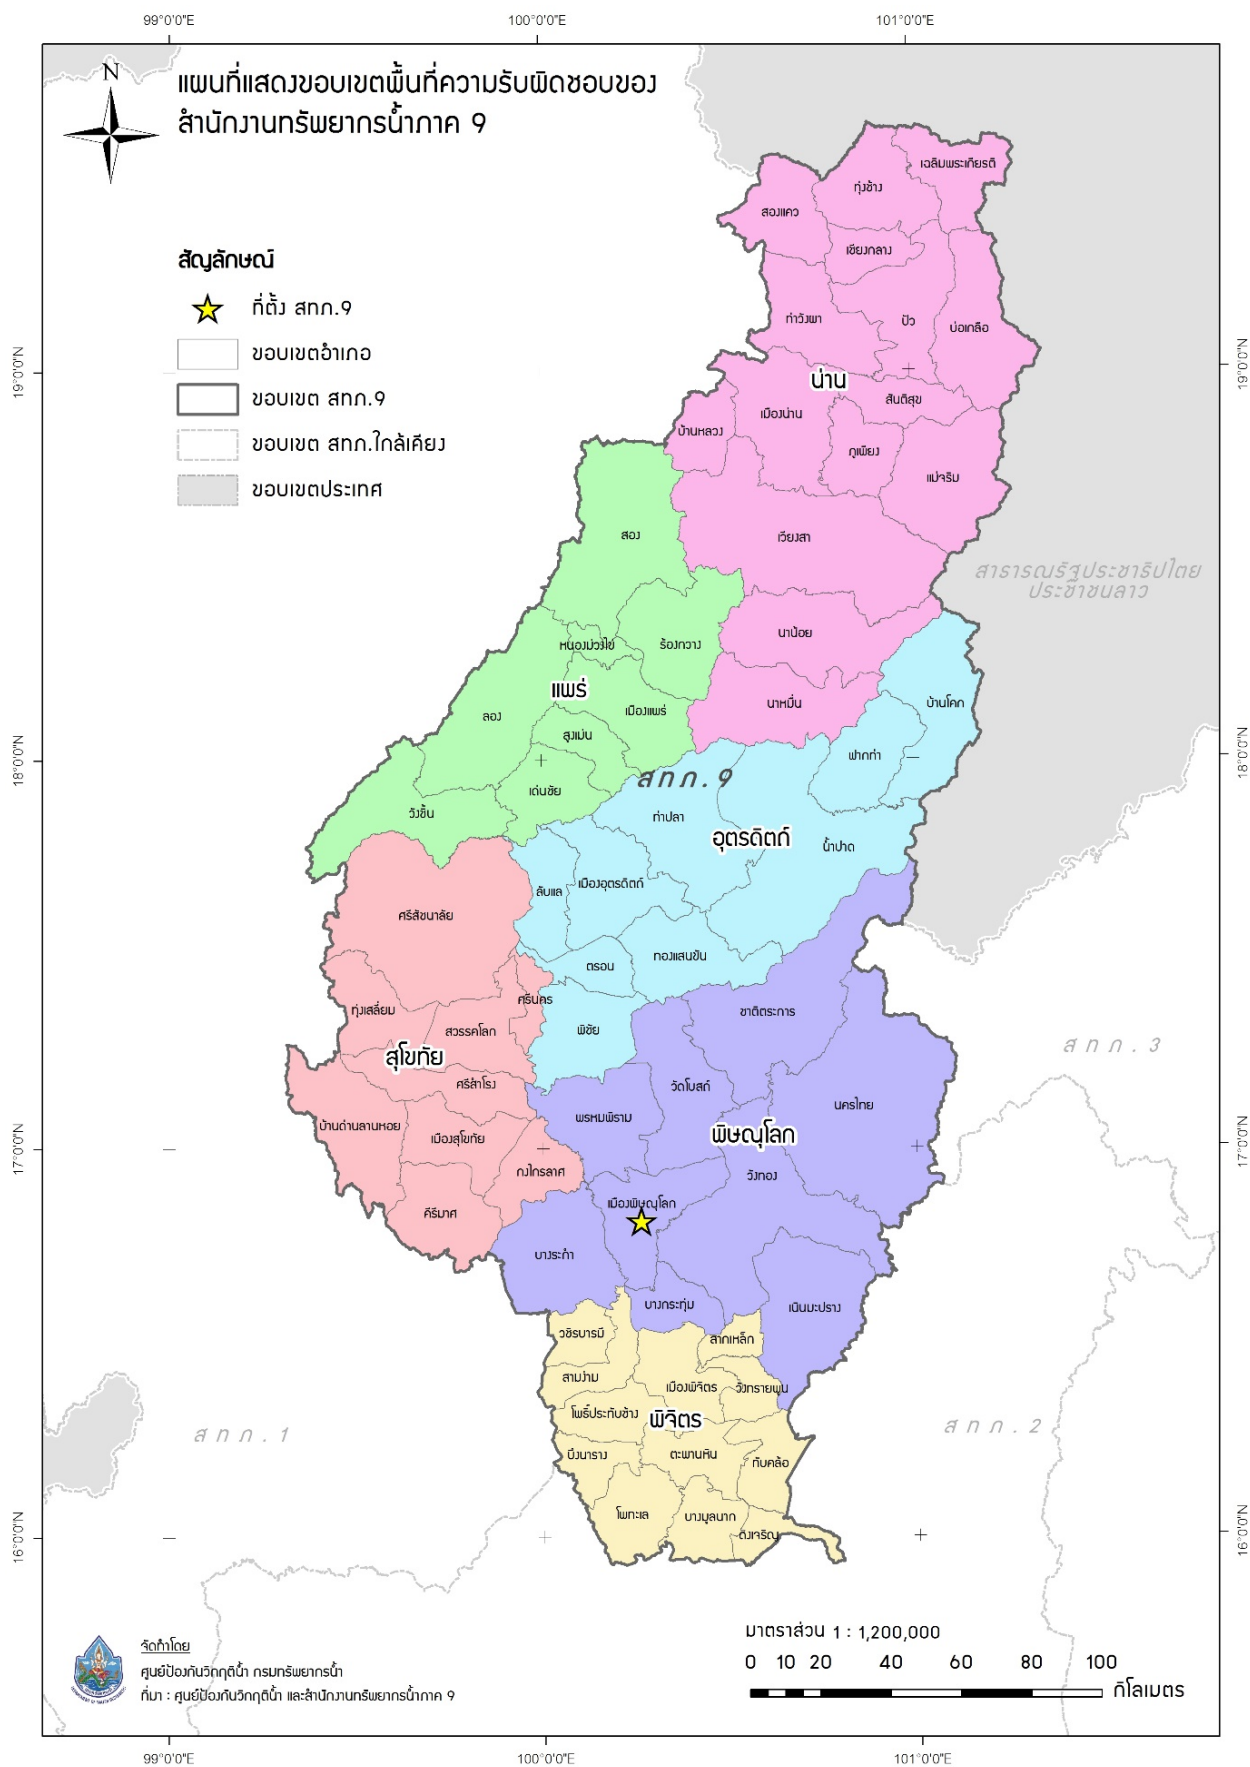 99°0'0"E 100°0'0"E 101°0'0"E
N
แผนที่แสดงขอบเขตพื้นที่ความรับผิดชอบของ
สำนักงานทรัพยากรน้ำภาค 9
สัญลักษณ์
ที่ตั้ง สทภ.9
ขอบเขตอำเภอ
ขอบเขต สทภ.9
ขอบเขต สทภ.ใกล้เคียง
ขอบเขตประเทศ
เฉลิมพระเกียรติ
ทุ่งช้าง
สองแคว
เชียงกลาง
ท่าวังผา
ปัว
บ่อเกลือ
19°0'0"N
19°0'0"N
น่าน
สันติสุข
เมืองน่าน
บ้านหลวง
ภูเพียง
แม่จริม
สอง
เวียงสา
สาธารณรัฐประชาธิปไตย
ประชาชนลาว
นาน้อย
หนองม่วงไข่
ร้องกวาง
แพร่
นาหมื่น
บ้านโคก
เมืองแพร่
ลอง
สูงเม่น
ฟากท่า
18°0'0"N
18°0'0"N
สทภ.9
เด่นชัย
วังชิ้น
ท่าปลา
อุตรดิตถ์
น้ำปาด
เมืองอุตรดิตถ์
ลับแล
ศรีสัชนาลัย
ทองแสนขัน
ตรอน
ศรีนคร
ทุ่งเสลี่ยม
ชาติตระการ
สวรรคโลก
พิชัย
สทภ.3
สุโขทัย
ศรีสำโรง
วัดโบสถ์
นครไทย
พรหมพิราม
บ้านด่านลานหอย
เมืองสุโขทัย
พิษณุโลก
17°0'0"N
17°0'0"N
กงไกรลาศ
วังทอง
เมืองพิษณุโลก
คีรีมาศ
บางระกำ
บางกระทุ่ม
เนินมะปราง
วชิรบารมี
สากเหล็ก
สามง่าม
เมืองพิจิตร
วังทรายพูน
โพธิ์ประทับช้าง
พิจิตร
สทภ.1
สทภ.2
บึงนาราง
ตะพานหิน
ทับคล้อ
โพทะเล
บางมูลนาก
ดงเจริญ
16°0'0"N
16°0'0"N
จัดทำโดย
ศูนย์ป้องกันวิกฤติน้ำ กรมทรัพยากรน้ำ
ที่มา : ศูนย์ป้องกันวิกฤติน้ำ และสำนักงานทรัพยากรน้ำภาค 9
มาตราส่วน 1 : 1,200,000
0 10 20 40 60 80 100
กิโลเมตร
99°0'0"E 100°0'0"E 101°0'0"E